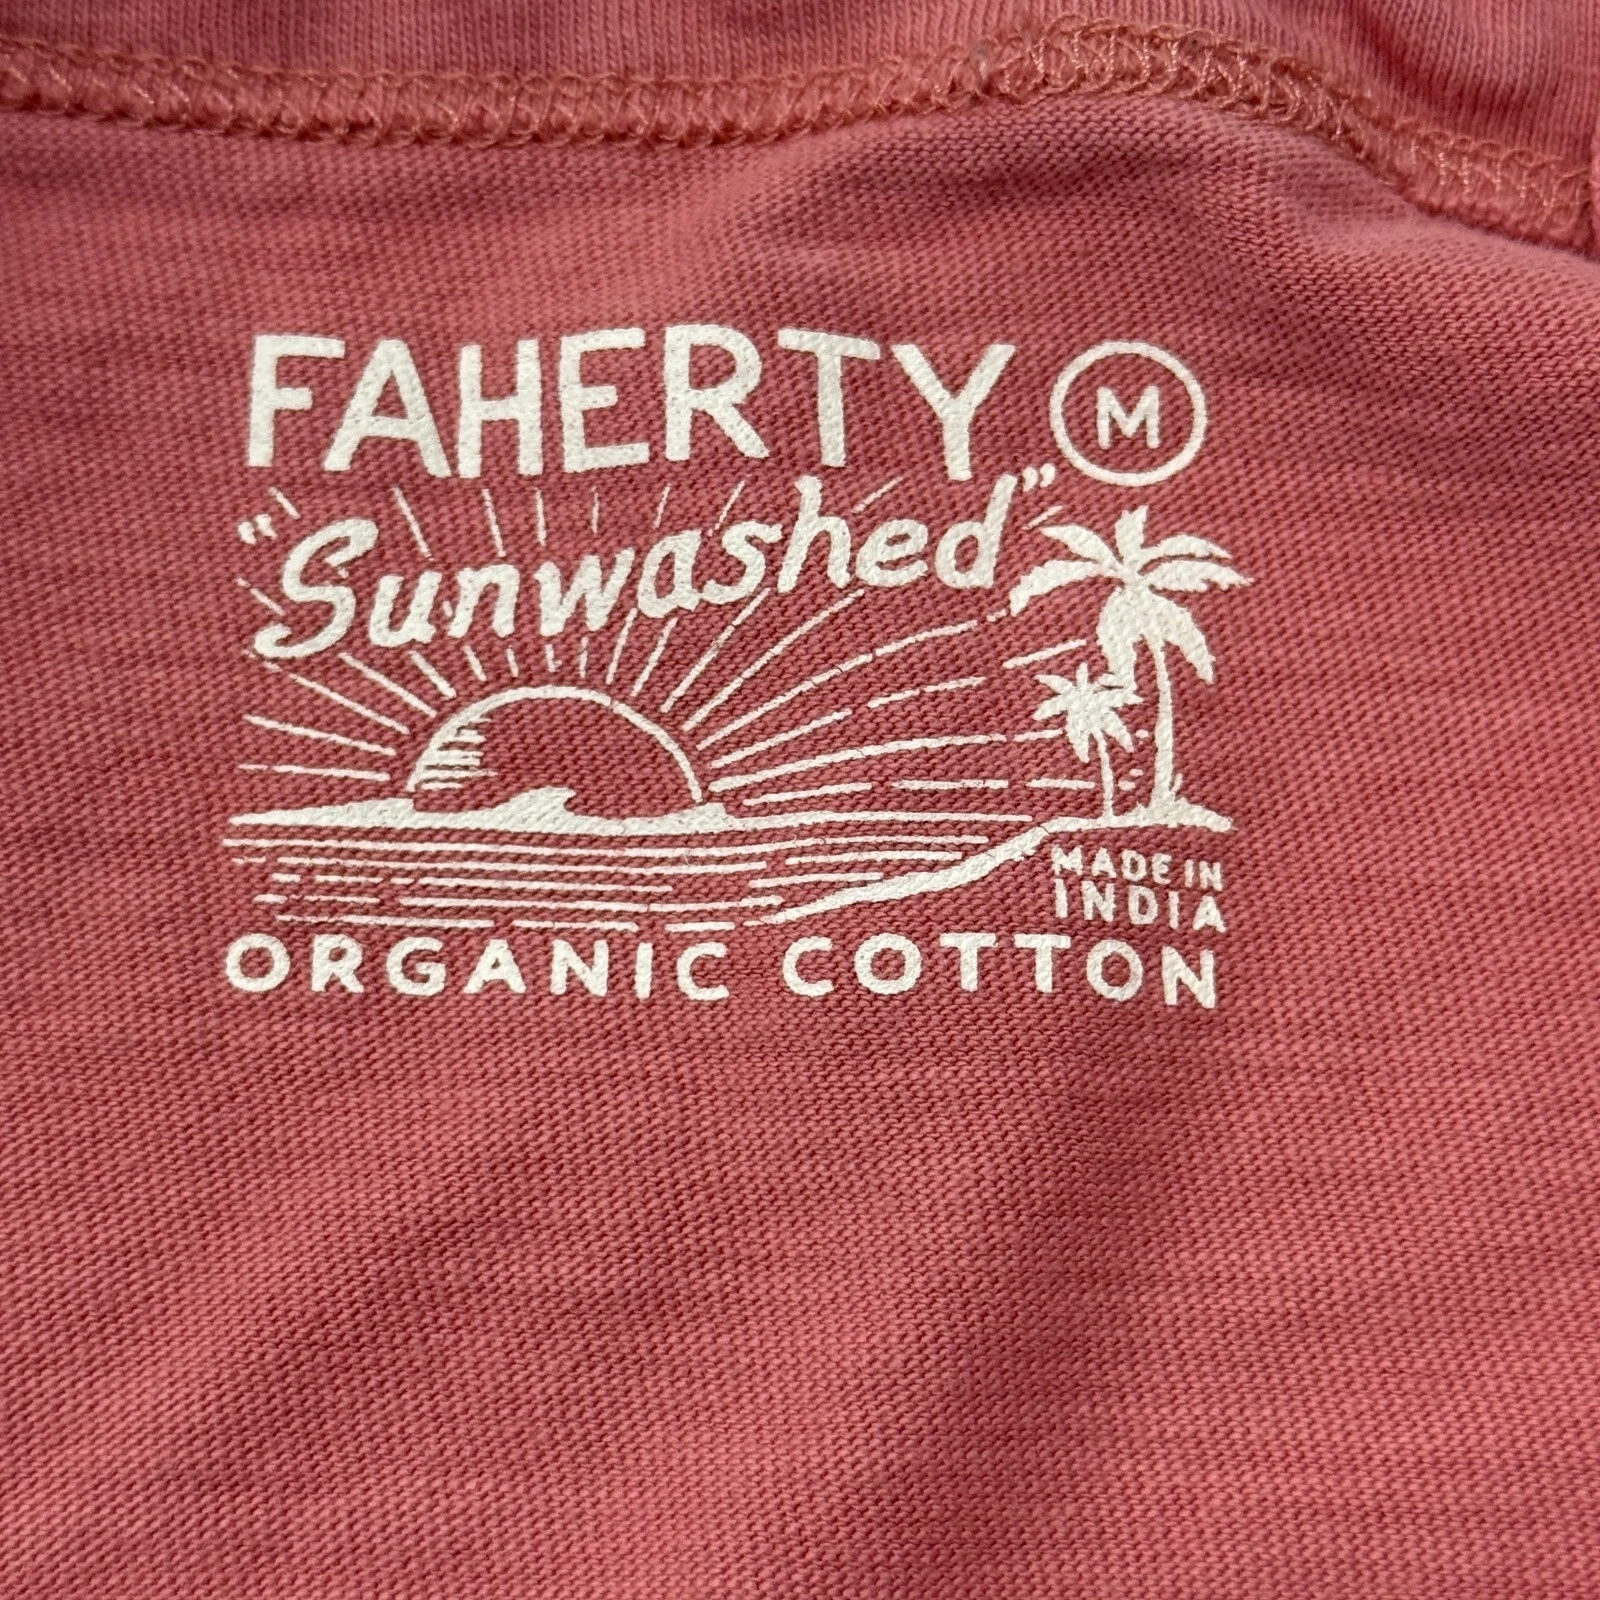 FAHERTY M
"Sunwashed"
MADE IN
INDIA
ORGANIC COTTON